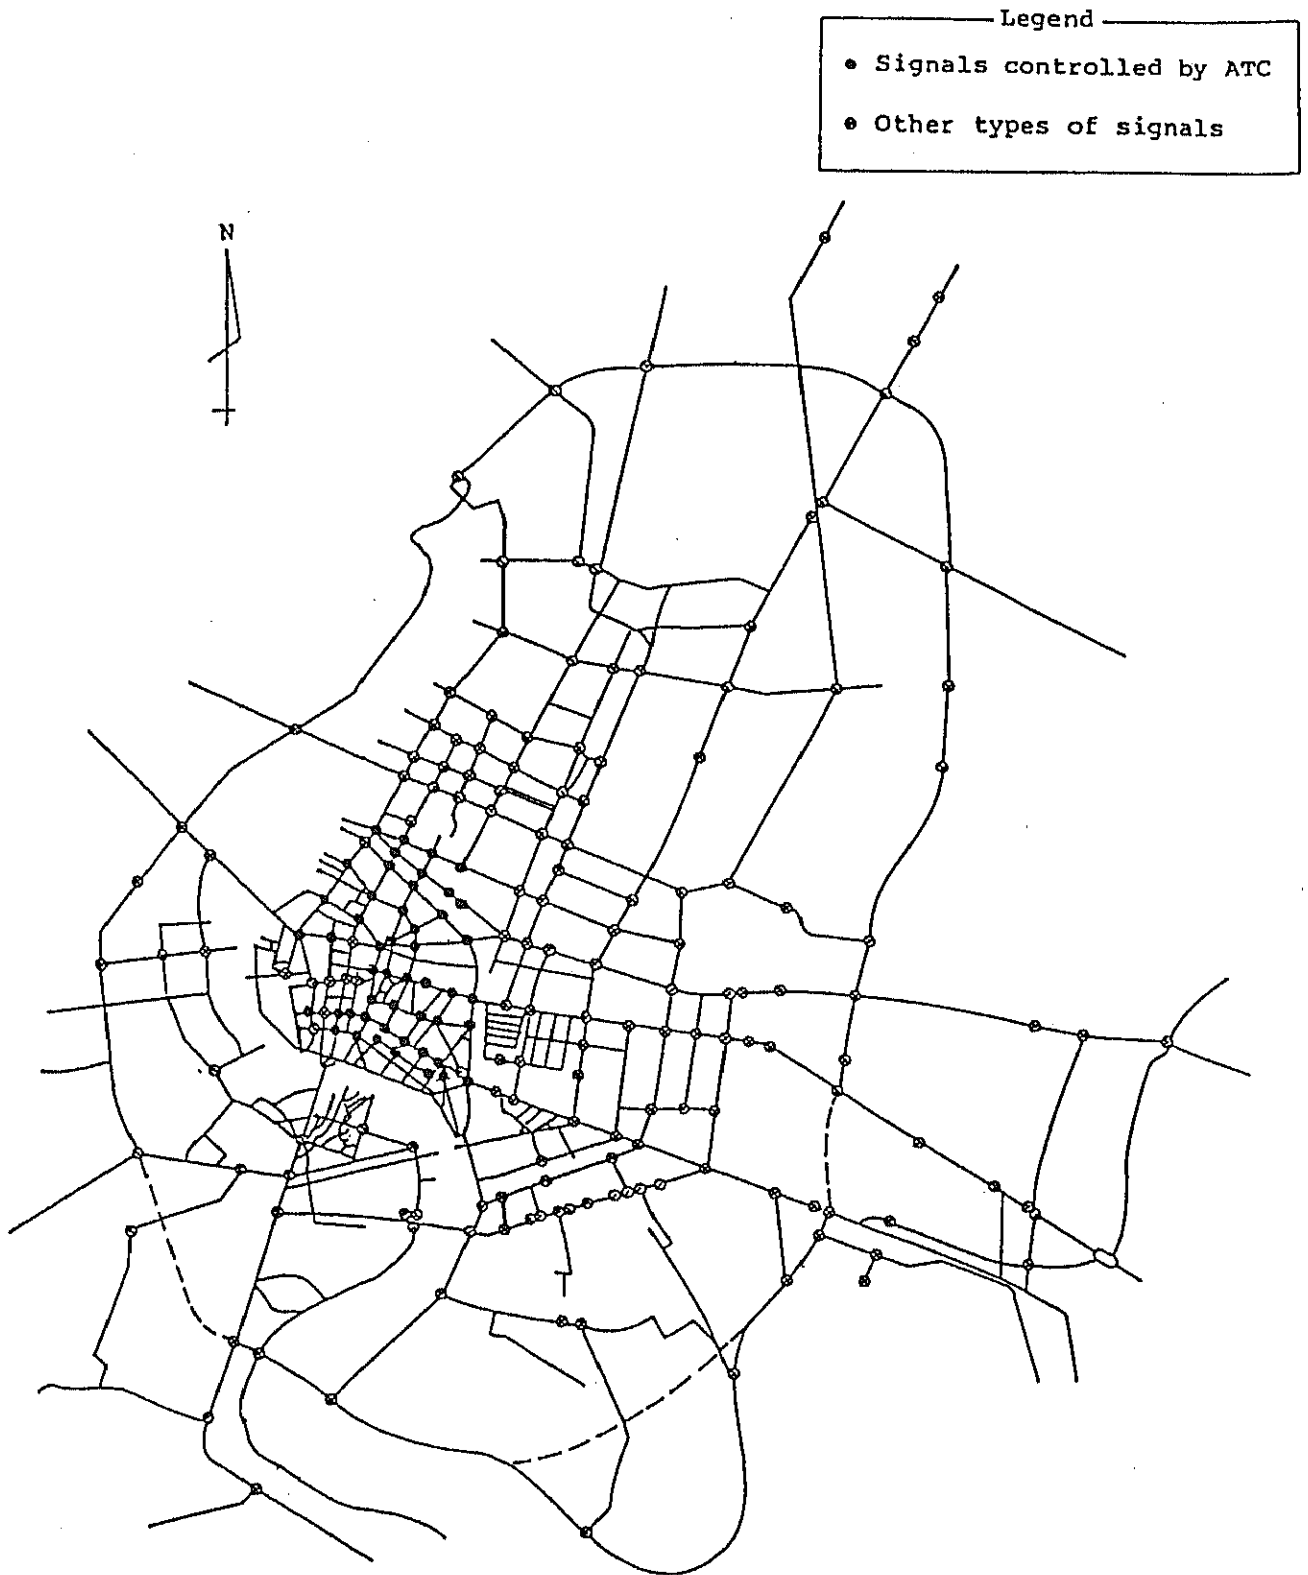 Legend
Signals controlled by ATC
Other types of signals
N